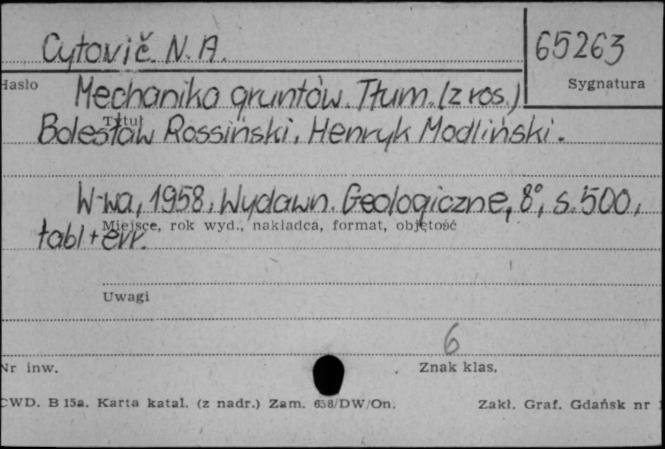 Cytovič N. A.
65263
Hasło
Sygnatura
Mechanika gruntów. Tłum. (z ros.)
Tytuł
Bolesław Rossiński, Henryk Modliński.
W-wa, 1958, Wydawn. Geologiczne, 8°, s. 500,
Miejsce, rok wyd., nakładca, format, objętość
tabl + err.
Uwagi
6
Nr inw.
Znak klas.
CWD. B 15a. Karta katal. (z nadr.) Zam. 658/DW/On.
Zakł. Graf. Gdańsk nr 1